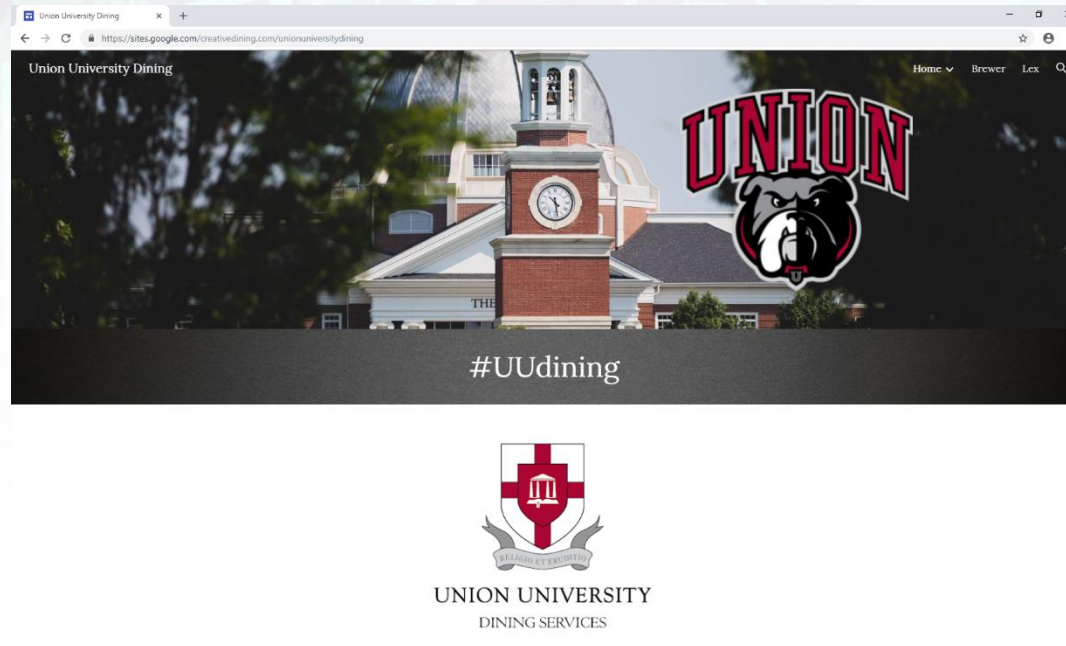 Union University Dining
https://sites.google.com/creativedining.com/unionuniversitydining
Union University Dining
Home Brewer Lex
UNION
U
THE
#UUdining
RELIGIO ET ERUDITIO
UNION UNIVERSITY
DINING SERVICES